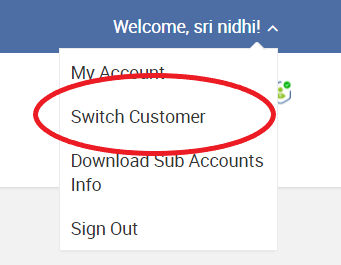 Welcome, sri nidhi!
My Account
Switch Customer
Download Sub Accounts
Info
Sign Out